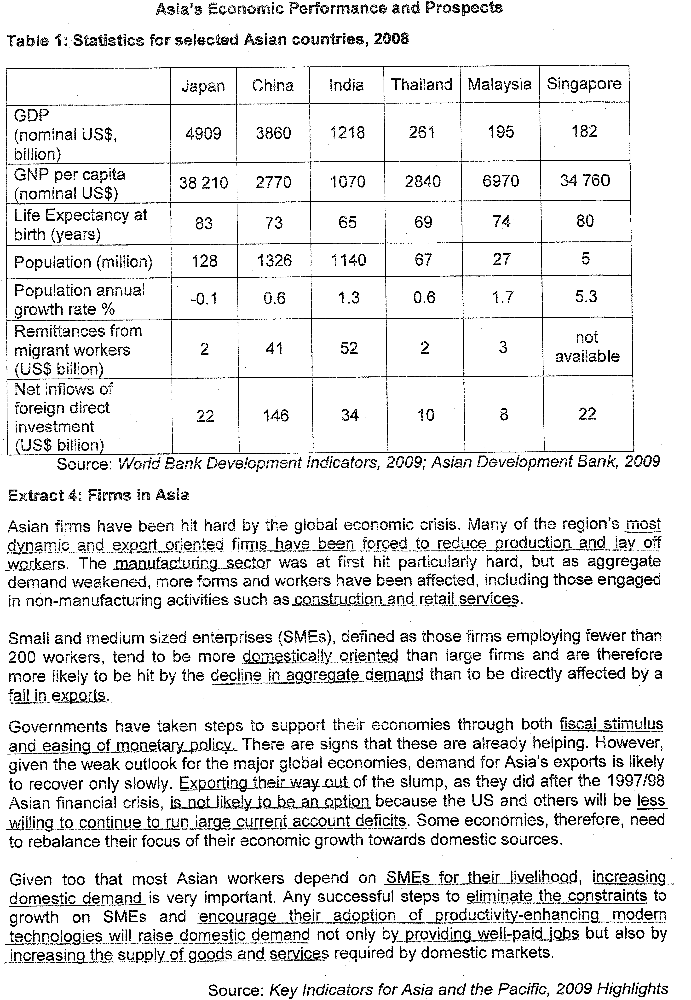 Asia's Economic Performance and Prospects
Table 1: Statistics for selected Asian countries, 2008
Japan China India Thailand Malaysia Singapore
GDP
(nominal US$, 4909 3860 1218 261 195 182
billion)
GNP per capita
(nominal US$) 38 210 2770 1070 2840 6970 34 760
Life Expectancy at
birth (years) 83 73 65 69 74 80
Population (million) 128 1326 1140 67 27 5
Population annual
growth rate % -0.1 0.6 1.3 0.6 1.7 5.3
Remittances from
migrant workers 2 41 52 2 3 not available
(US$ billion)
Net inflows of
foreign direct
investment 22 146 34 10 8 22
(US$ billion)
Source: World Bank Development Indicators, 2009; Asian Development Bank, 2009
Extract 4: Firms in Asia
Asian firms have been hit hard by the global economic crisis. Many of the region's most
dynamic and export oriented firms have been forced to reduce production and lay off
workers. The manufacturing sector was at first hit particularly hard, but as aggregate
demand weakened, more forms and workers have been affected, including those engaged
in non-manufacturing activities such as construction and retail services.
Small and medium sized enterprises (SMEs), defined as those firms employing fewer than
200 workers, tend to be more domestically oriented than large firms and are therefore
more likely to be hit by the decline in aggregate demand than to be directly affected by a
fall in exports.
Governments have taken steps to support their economies through both fiscal stimulus
and easing of monetary policy. There are signs that these are already helping. However,
given the weak outlook for the major global economies, demand for Asia's exports is likely
to recover only slowly. Exporting their way out of the slump, as they did after the 1997/98
Asian financial crisis, is not likely to be an option because the US and others will be less
willing to continue to run large current account deficits. Some economies, therefore, need
to rebalance their focus of their economic growth towards domestic sources.
Given too that most Asian workers depend on SMEs for their livelihood, increasing
domestic demand is very important. Any successful steps to eliminate the constraints to
growth on SMEs and encourage their adoption of productivity-enhancing modern
technologies will raise domestic demand not only by providing well-paid jobs but also by
increasing the supply of goods and services required by domestic markets.
Source: Key Indicators for Asia and the Pacific, 2009 Highlights